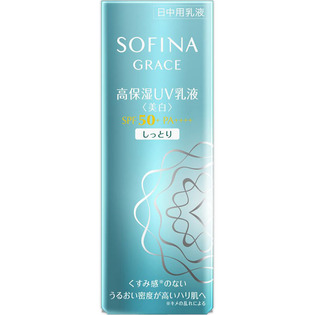 日中用乳液
SOFINA
GRACE
高保湿UV乳液
〈美白〉
SPF50+ PA++++
しっとり
くすみ感※のない
うるおい密度が高いハリ肌へ
※キメの乱れによる